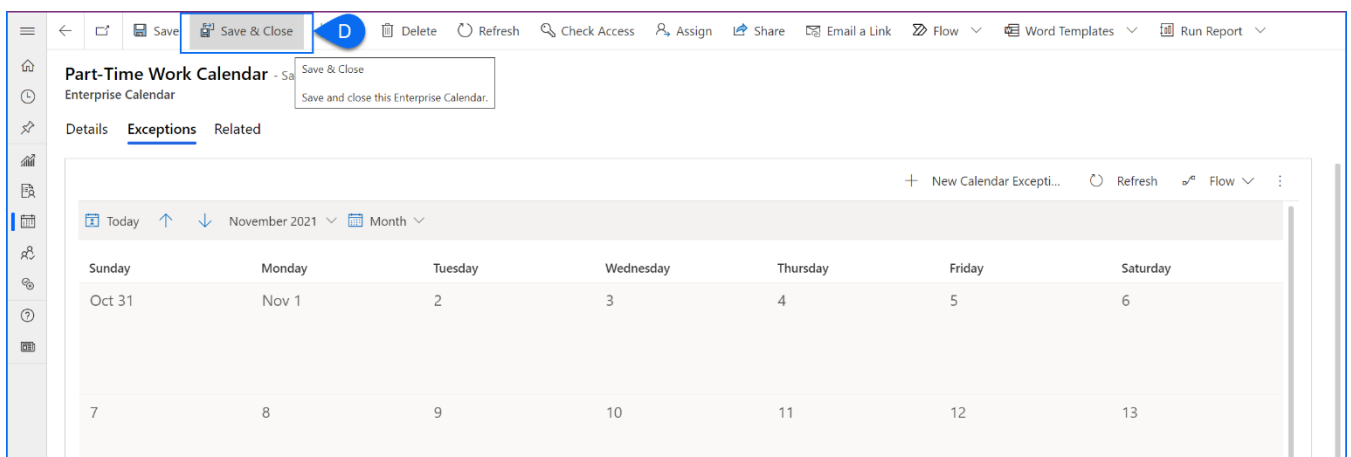 Save Save & Close D Delete Refresh Check Access Assign Share Email a Link Flow Word Templates Run Report
Part-Time Work Calendar - Sa
Save & Close
Enterprise Calendar
Save and close this Enterprise Calendar.
Details Exceptions Related
New Calendar Excepti... Refresh Flow
Today November 2021 Month
Sunday Monday Tuesday Wednesday Thursday Friday Saturday
Oct 31 Nov 1 2 3 4 5 6
7 8 9 10 11 12 13